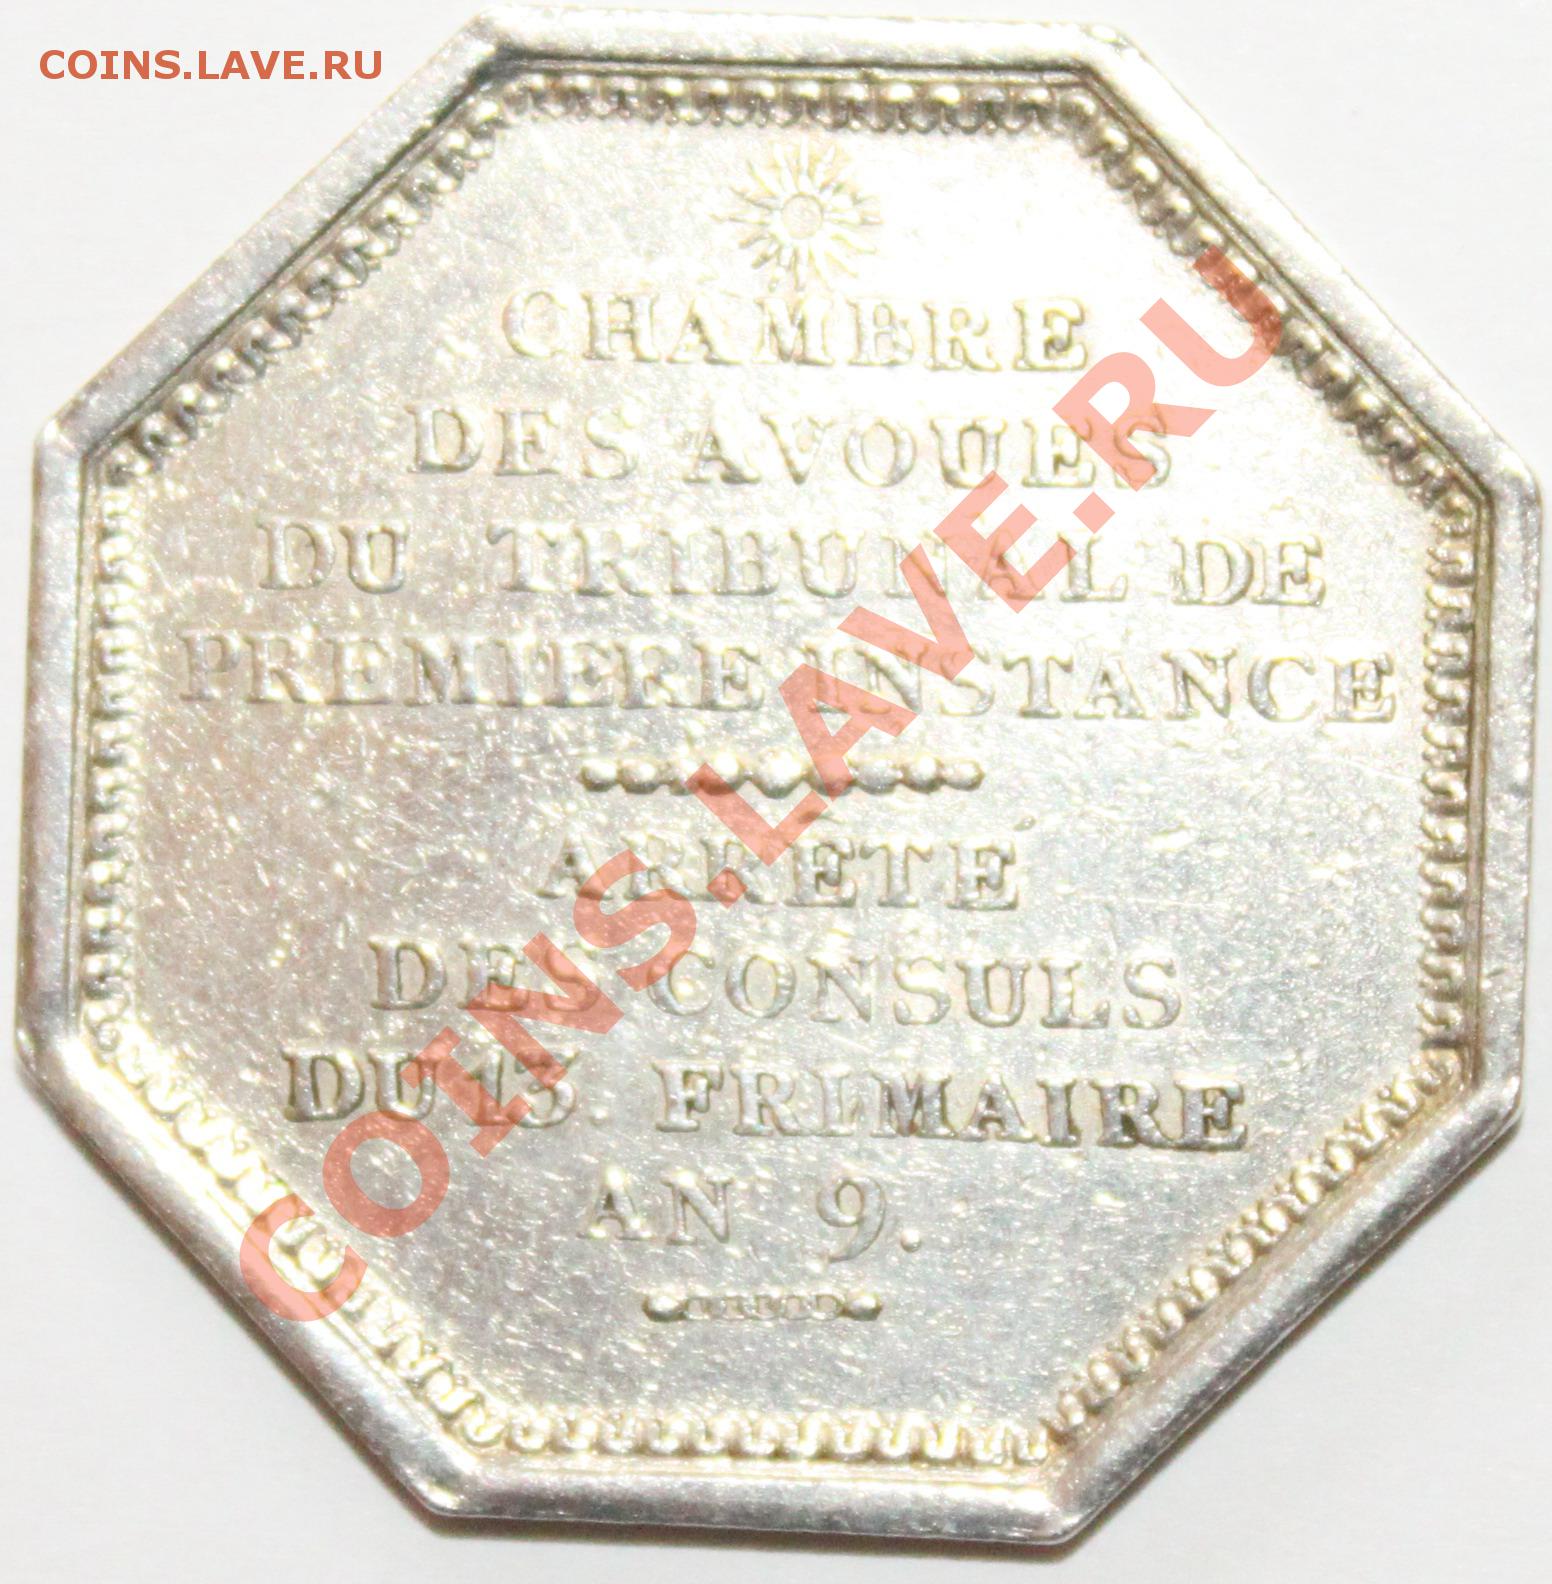 COINS.LAVE.RU
CHAMBRE
DES AVOUES
DU TRIBUNAL DE
PREMIERE INSTANCE
ARRÊTÉ
DES CONSULS
DU 13. FRIMAIRE
AN 9.
COINS.LAVE.RU